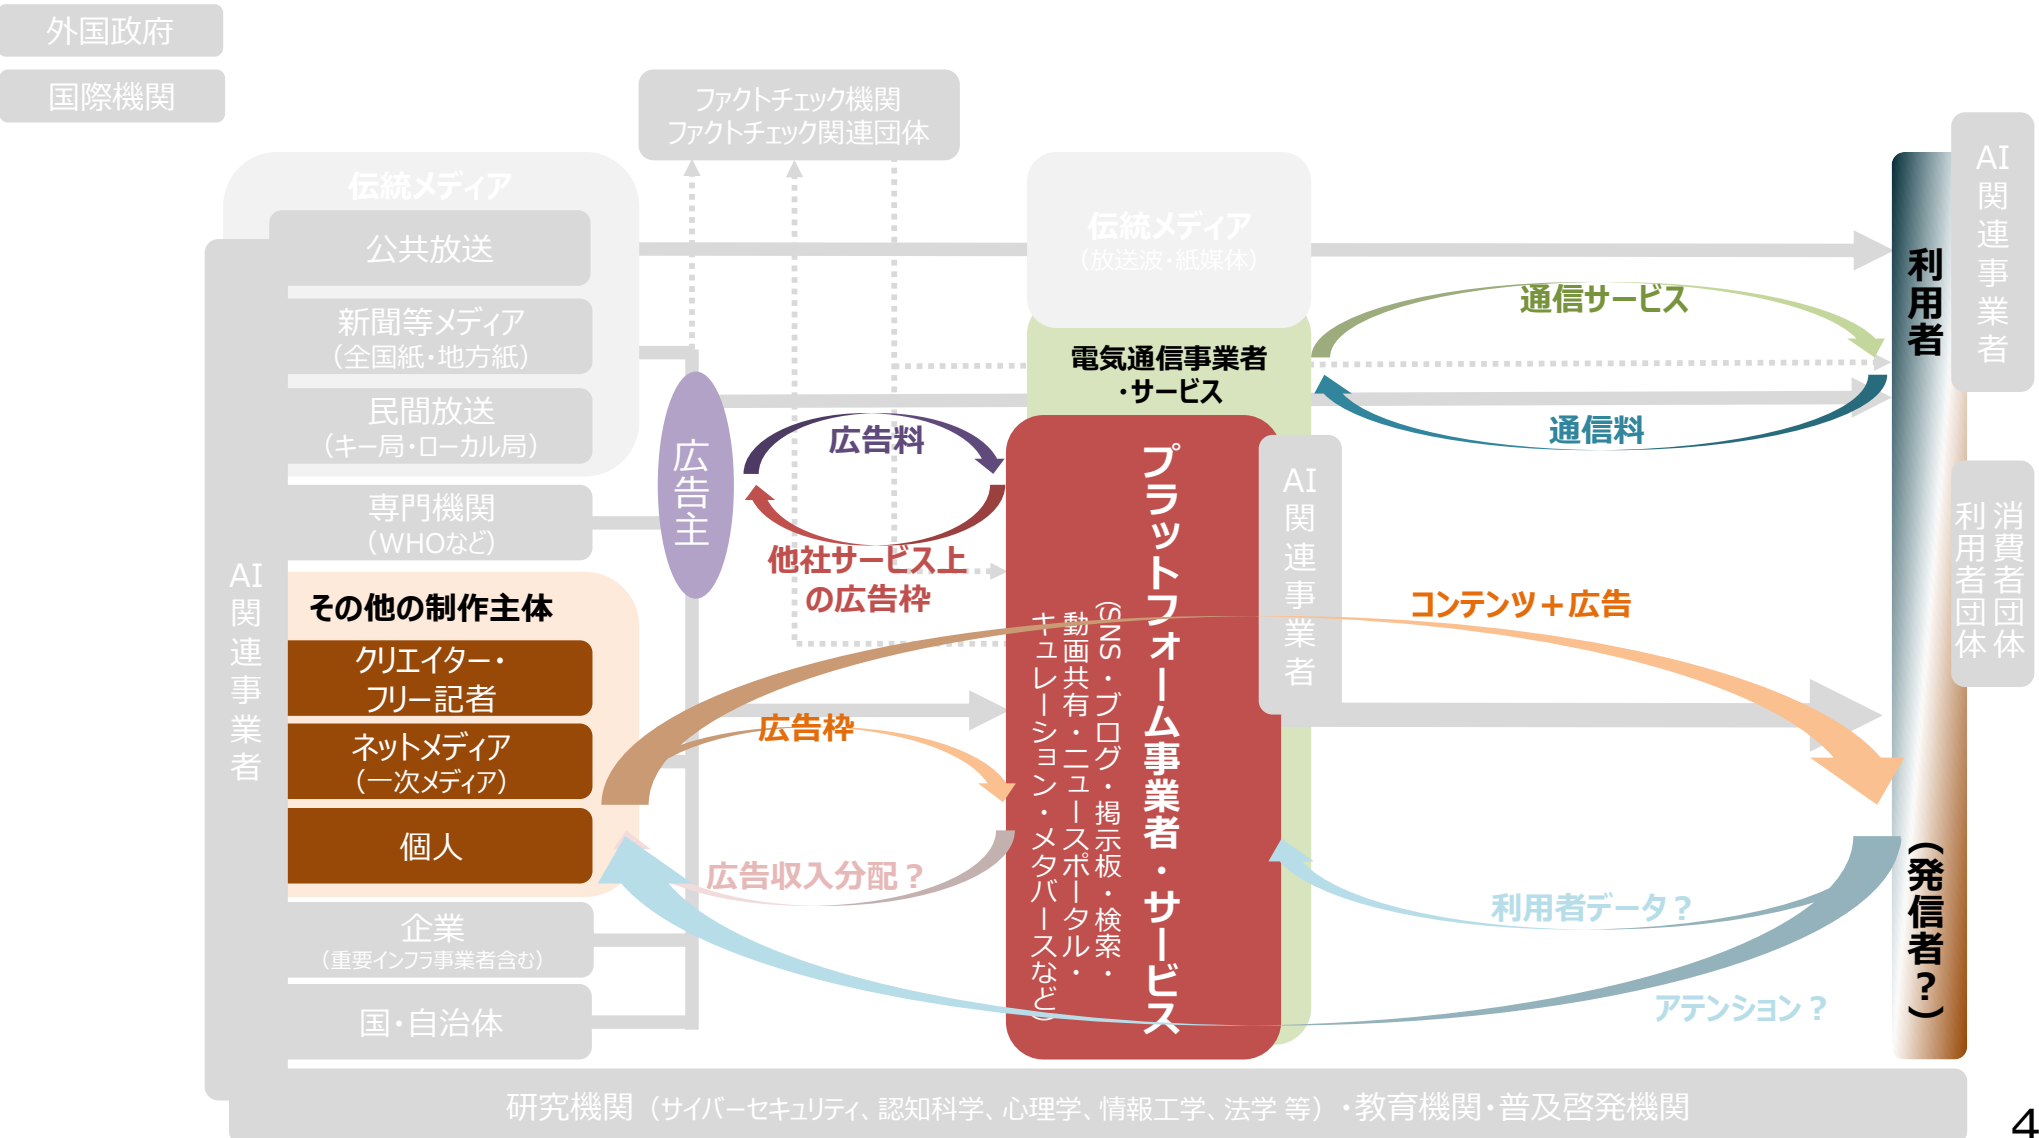 外国政府
国際機関
ファクトチェック機関
ファクトチェック関連団体
伝統メディア
公共放送
新聞等メディア
（全国紙・地方紙）
民間放送
（キー局・ローカル局）
専門機関
（WHOなど）
その他の制作主体
クリエイター・
フリー記者
ネットメディア
（一次メディア）
個人
企業
（重要インフラ事業者含む）
国・自治体
AI関連事業者
広告主
広告料
他社サービス上
の広告枠
広告枠
広告収入分配？
伝統メディア
（放送波・紙媒体）
電気通信事業者
・サービス
プラットフォーム事業者・サービス
（SNS・ブログ・掲示板・検索・
動画共有・ニュースポータル・
キュレーション・メタバースなど）
AI関連事業者
通信サービス
通信料
コンテンツ＋広告
利用者データ？
アテンション？
利用者
（発信者？）
AI関連事業者
消費者団体
利用者団体
研究機関（サイバーセキュリティ、認知科学、心理学、情報工学、法学 等）・教育機関・普及啓発機関
4